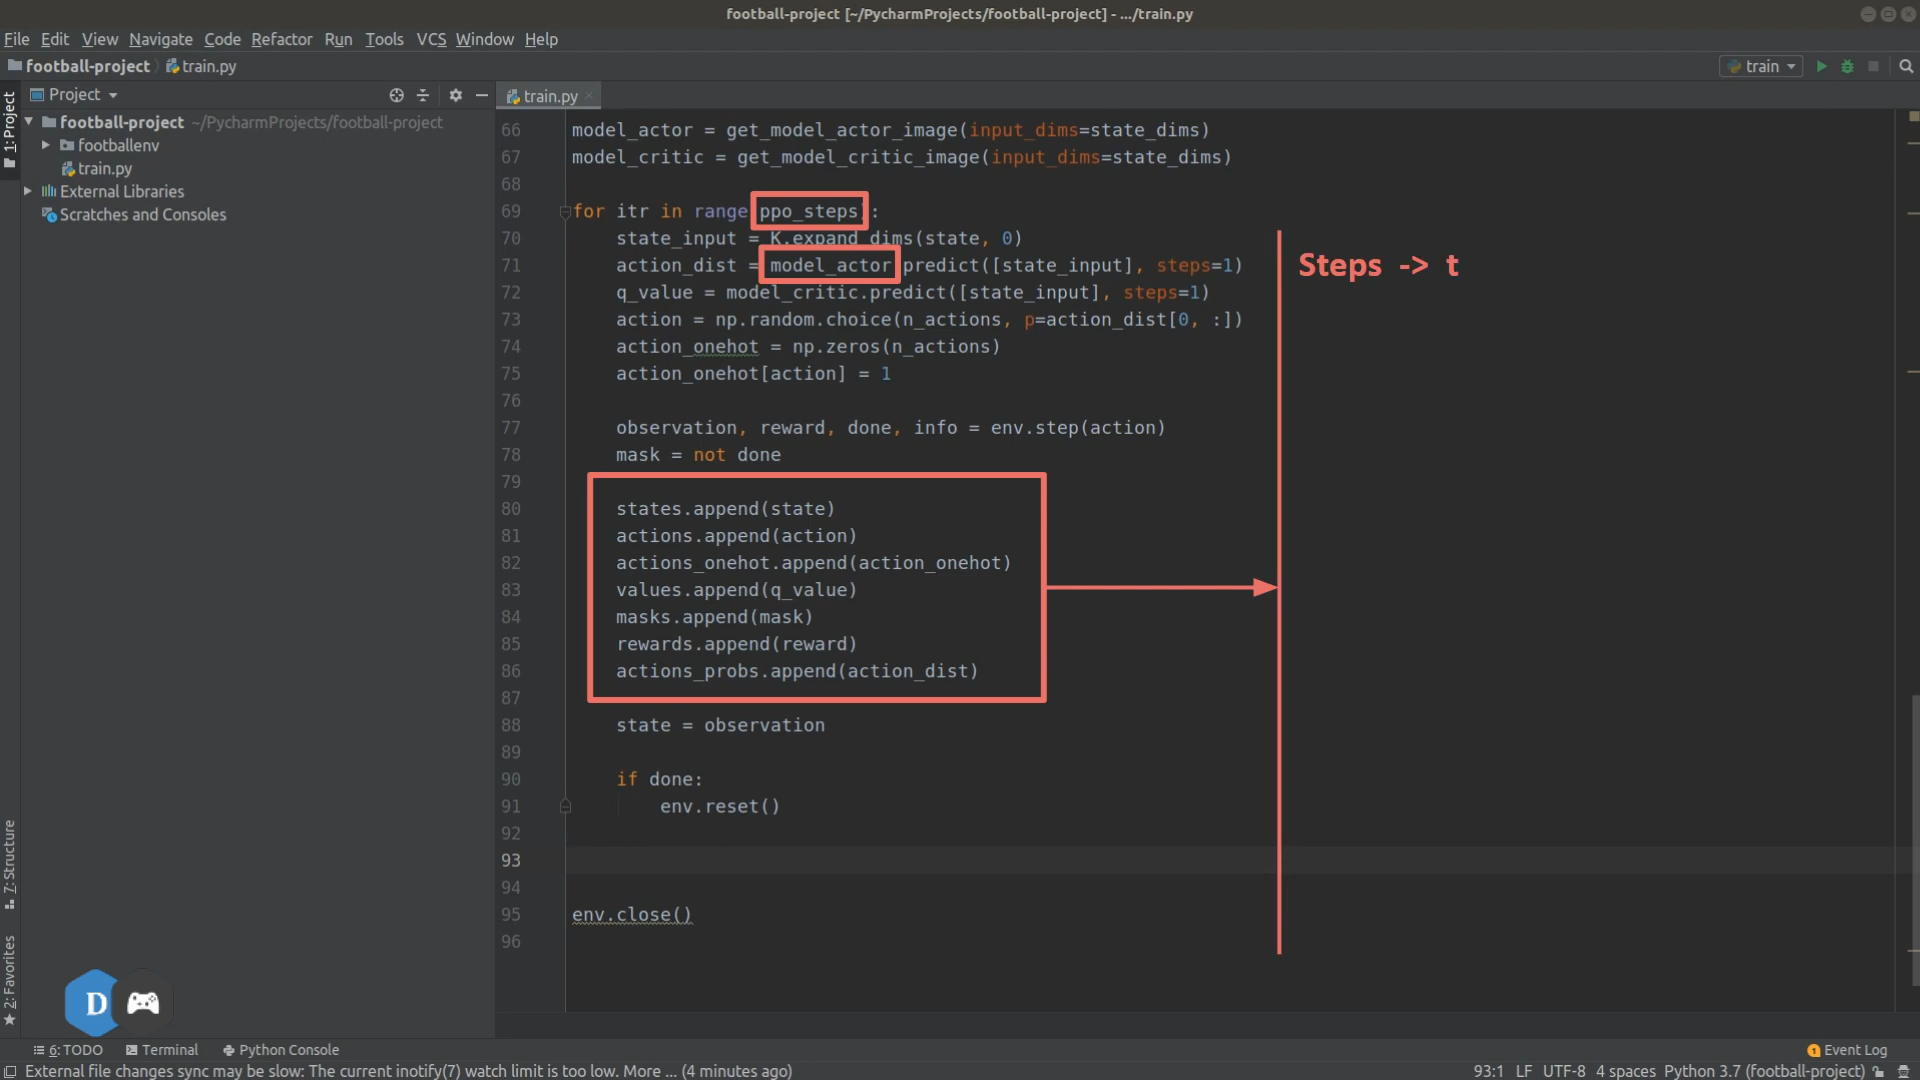 football-project [~/PycharmProjects/football-project] - .../train.py
File Edit View Navigate Code Refactor Run Tools VCS Window Help
football-project train.py train
1: Project
Project
train.py
football-project ~/PycharmProjects/football-project
footballenv
train.py
External Libraries
Scratches and Consoles
66 model_actor = get_model_actor_image(input_dims=state_dims)
67 model_critic = get_model_critic_image(input_dims=state_dims)
68
69 for itr in range ppo_steps):
70 state_input = K.expand_dims(state, 0)
71 action_dist = model_actor predict([state_input], steps=1)
72 q_value = model_critic.predict([state_input], steps=1)
73 action = np.random.choice(n_actions, p=action_dist[0, :])
74 action_onehot = np.zeros(n_actions)
75 action_onehot[action] = 1
76
77 observation, reward, done, info = env.step(action)
78 mask = not done
79
80 states.append(state)
81 actions.append(action)
82 actions_onehot.append(action_onehot)
83 values.append(q_value)
84 masks.append(mask)
85 rewards.append(reward)
86 actions_probs.append(action_dist)
87
88 state = observation
89
90 if done:
91 env.reset()
92
93
94
95 env.close()
96
Steps -> t
7: Structure
2: Favorites
D
6: TODO Terminal Python Console 1 Event Log
External file changes sync may be slow: The current inotify(7) watch limit is too low. More ... (4 minutes ago) 93:1 LF UTF-8 4 spaces Python 3.7 (football-project)